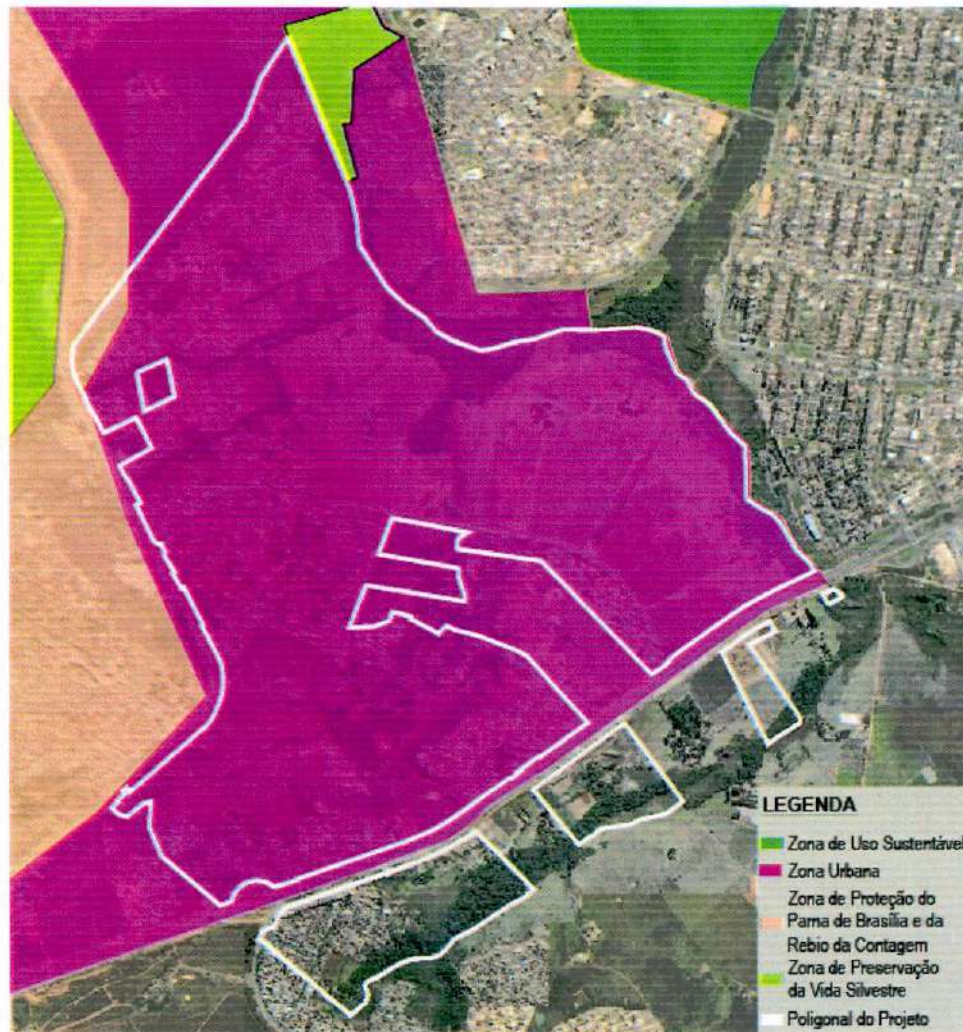 LEGENDA
Zona de Uso Sustentável
Zona Urbana
Zona de Proteção do
Parna de Brasília e da
Rebio da Contagem
Zona de Preservação
da Vida Silvestre
Poligonal do Projeto